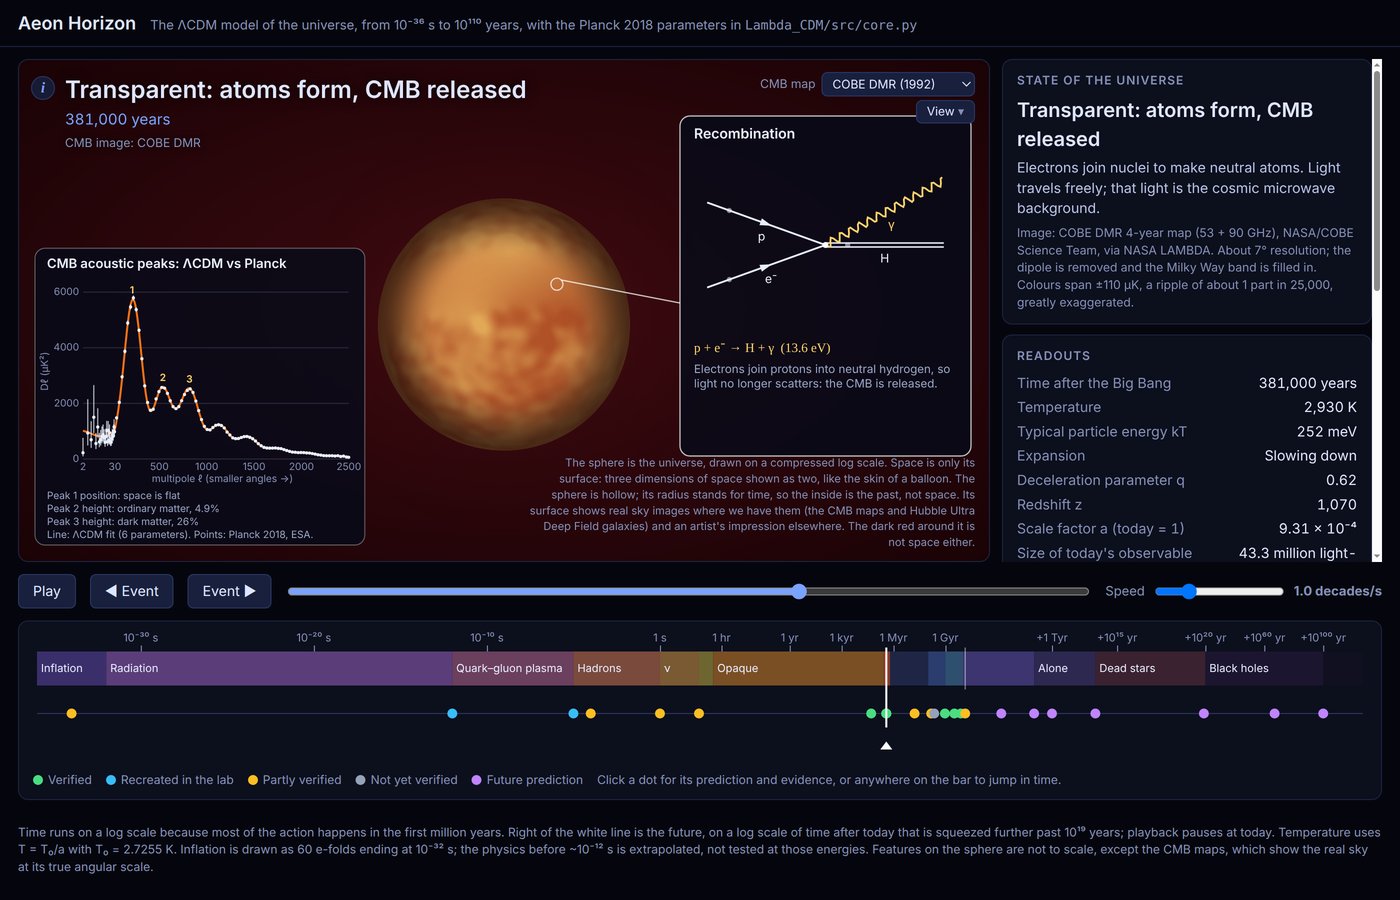 Aeon Horizon
The ΛCDM model of the universe, from 10⁻³⁶ s to 10¹¹⁰ years, with the Planck 2018 parameters in Lambda_CDM/src/core.py
i
Transparent: atoms form, CMB released
381,000 years
CMB image: COBE DMR
CMB map
COBE DMR (1992)
View ▾
Recombination
p
e⁻
γ
H
p + e⁻ → H + γ (13.6 eV)
Electrons join protons into neutral hydrogen, so
light no longer scatters: the CMB is released.
CMB acoustic peaks: ΛCDM vs Planck
6000
4000
2000
0
Dℓ (μK²)
1
2
3
2 30 500 1000 1500 2000 2500
multipole ℓ (smaller angles →)
Peak 1 position: space is flat
Peak 2 height: ordinary matter, 4.9%
Peak 3 height: dark matter, 26%
Line: ΛCDM fit (6 parameters). Points: Planck 2018, ESA.
The sphere is the universe, drawn on a compressed log scale. Space is only its
surface: three dimensions of space shown as two, like the skin of a balloon. The
sphere is hollow; its radius stands for time, so the inside is the past, not space. Its
surface shows real sky images where we have them (the CMB maps and Hubble Ultra
Deep Field galaxies) and an artist's impression elsewhere. The dark red around it is
not space either.
STATE OF THE UNIVERSE
Transparent: atoms form, CMB
released
Electrons join nuclei to make neutral atoms. Light
travels freely; that light is the cosmic microwave
background.
Image: COBE DMR 4-year map (53 + 90 GHz), NASA/COBE
Science Team, via NASA LAMBDA. About 7° resolution; the
dipole is removed and the Milky Way band is filled in.
Colours span ±110 μK, a ripple of about 1 part in 25,000,
greatly exaggerated.
READOUTS
Time after the Big Bang 381,000 years
Temperature 2,930 K
Typical particle energy kT 252 meV
Expansion Slowing down
Deceleration parameter q 0.62
Redshift z 1,070
Scale factor a (today = 1) 9.31 × 10⁻⁴
Size of today's observable 43.3 million light-
Play
◀ Event
Event ▶
Speed
1.0 decades/s
10⁻³⁰ s 10⁻²⁰ s 10⁻¹⁰ s 1 s 1 hr 1 yr 1 kyr 1 Myr 1 Gyr +1 Tyr +10¹⁵ yr +10²⁰ yr +10⁶⁰ yr +10¹⁰⁰ yr
Inflation Radiation Quark–gluon plasma Hadrons ν Opaque Alone Dead stars Black holes
Verified Recreated in the lab Partly verified Not yet verified Future prediction Click a dot for its prediction and evidence, or anywhere on the bar to jump in time.
Time runs on a log scale because most of the action happens in the first million years. Right of the white line is the future, on a log scale of time after today that is squeezed further past 10¹⁹ years; playback pauses at today. Temperature uses
T = T₀/a with T₀ = 2.7255 K. Inflation is drawn as 60 e-folds ending at 10⁻³² s; the physics before ~10⁻¹² s is extrapolated, not tested at those energies. Features on the sphere are not to scale, except the CMB maps, which show the real sky
at its true angular scale.